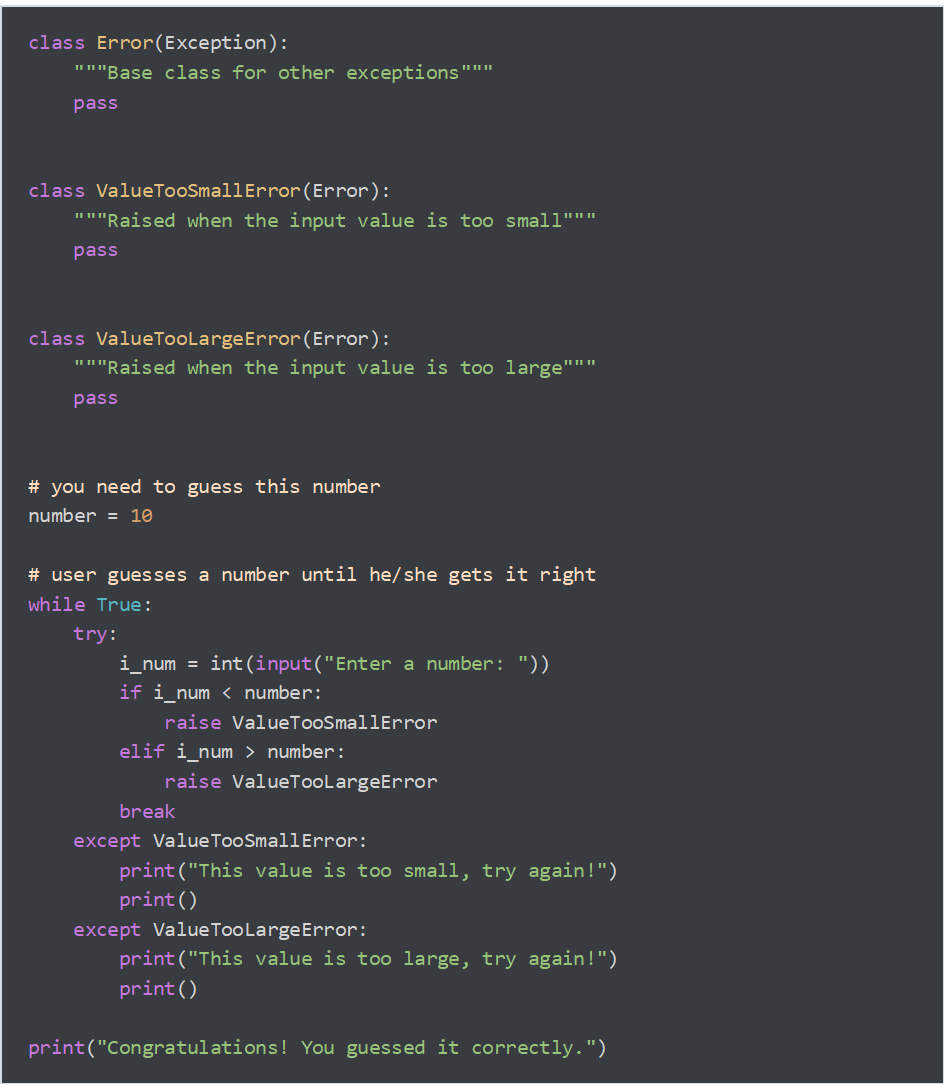 class Error(Exception):
    """Base class for other exceptions"""
    pass


class ValueTooSmallError(Error):
    """Raised when the input value is too small"""
    pass


class ValueTooLargeError(Error):
    """Raised when the input value is too large"""
    pass


# you need to guess this number
number = 10

# user guesses a number until he/she gets it right
while True:
    try:
        i_num = int(input("Enter a number: "))
        if i_num < number:
            raise ValueTooSmallError
        elif i_num > number:
            raise ValueTooLargeError
        break
    except ValueTooSmallError:
        print("This value is too small, try again!")
        print()
    except ValueTooLargeError:
        print("This value is too large, try again!")
        print()

print("Congratulations! You guessed it correctly.")